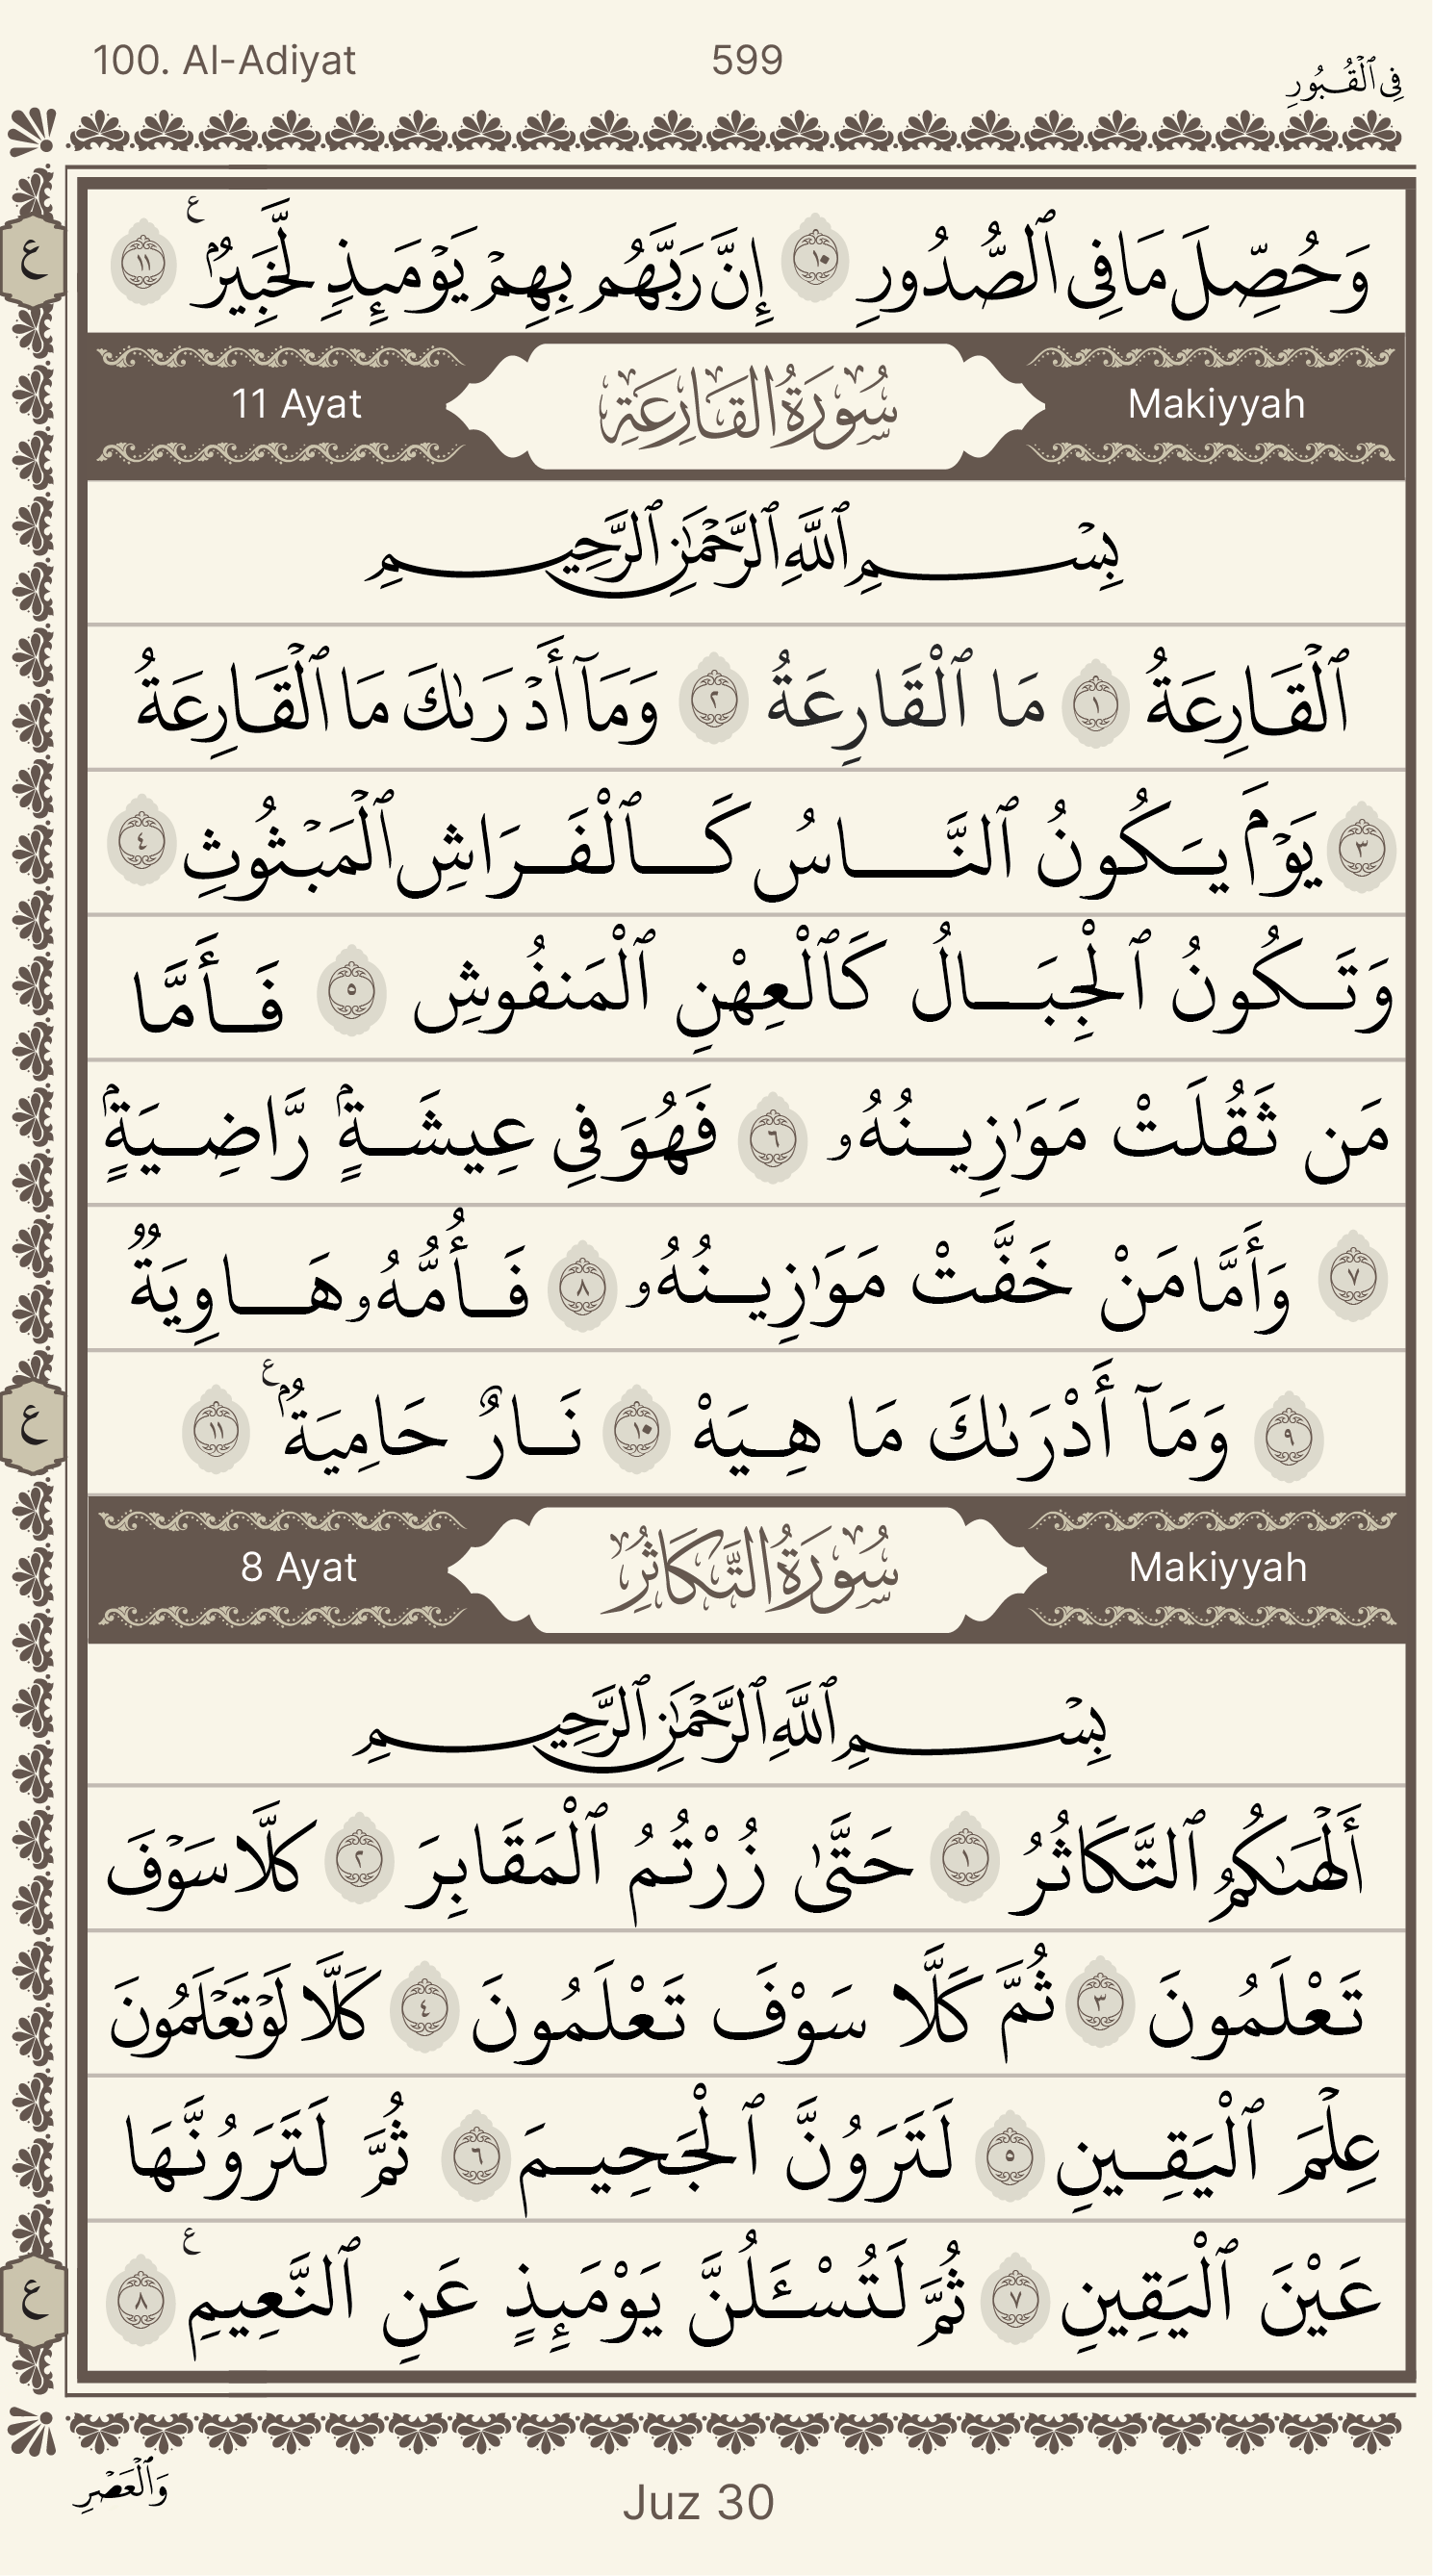 100. Al-Adiyat 599 فِى ٱلْقُبُورِ
وَحُصِّلَ مَا فِى ٱلصُّدُورِ ١٠ إِنَّ رَبَّهُم بِهِمْ يَوْمَئِذٍ لَّخَبِيرٌۢ ١١ ع
ع
11 Ayat سُورَةُ القَارِعَةِ Makiyyah
بِسْمِ ٱللَّهِ ٱلرَّحْمَٰنِ ٱلرَّحِيمِ
ٱلْقَارِعَةُ ١ مَا ٱلْقَارِعَةُ ٢ وَمَآ أَدْرَىٰكَ مَا ٱلْقَارِعَةُ
٣ يَوْمَ يَكُونُ ٱلنَّاسُ كَٱلْفَرَاشِ ٱلْمَبْثُوثِ ٤
وَتَكُونُ ٱلْجِبَالُ كَٱلْعِهْنِ ٱلْمَنفُوشِ ٥ فَأَمَّا
مَن ثَقُلَتْ مَوَٰزِينُهُۥ ٦ فَهُوَ فِى عِيشَةٍ رَّاضِيَةٍ
٧ وَأَمَّا مَنْ خَفَّتْ مَوَٰزِينُهُۥ ٨ فَأُمُّهُۥ هَاوِيَةٌ
٩ وَمَآ أَدْرَىٰكَ مَا هِيَهْ ١٠ نَارٌ حَامِيَةٌۢ ١١ ع
ع
8 Ayat سُورَةُ التَّكَاثُرِ Makiyyah
بِسْمِ ٱللَّهِ ٱلرَّحْمَٰنِ ٱلرَّحِيمِ
أَلْهَىٰكُمُ ٱلتَّكَاثُرُ ١ حَتَّىٰ زُرْتُمُ ٱلْمَقَابِرَ ٢ كَلَّا سَوْفَ
تَعْلَمُونَ ٣ ثُمَّ كَلَّا سَوْفَ تَعْلَمُونَ ٤ كَلَّا لَوْ تَعْلَمُونَ
عِلْمَ ٱلْيَقِينِ ٥ لَتَرَوُنَّ ٱلْجَحِيمَ ٦ ثُمَّ لَتَرَوُنَّهَا
عَيْنَ ٱلْيَقِينِ ٧ ثُمَّ لَتُسْـَٔلُنَّ يَوْمَئِذٍ عَنِ ٱلنَّعِيمِ ٨ ع
ع
وَٱلْعَصْرِ Juz 30